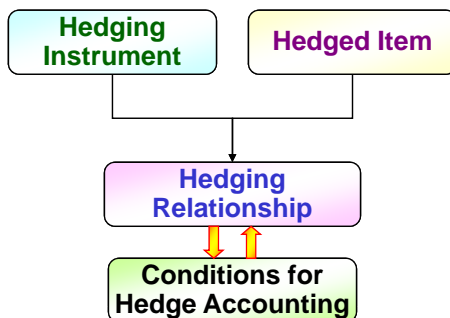 Hedging
Instrument
Hedged Item
Hedging
Relationship
Conditions for
Hedge Accounting